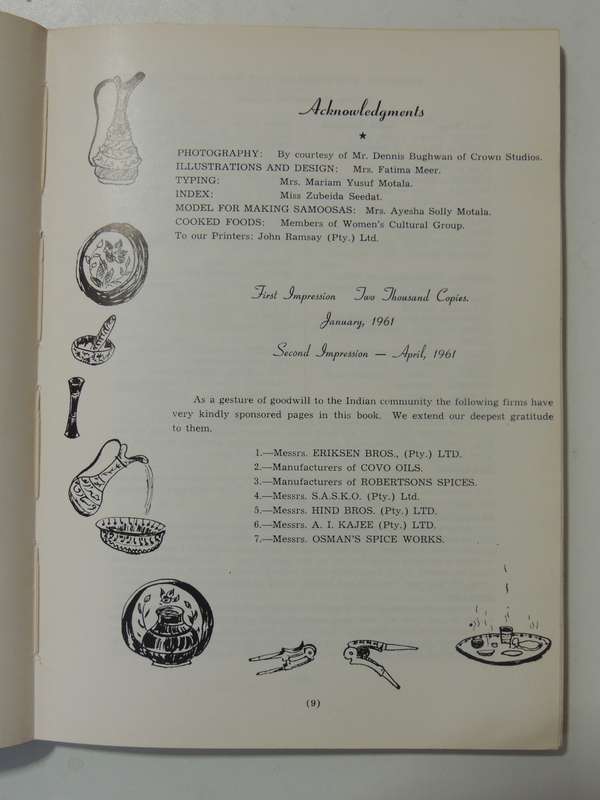 Acknowledgments
★
PHOTOGRAPHY: By courtesy of Mr. Dennis Bughwan of Crown Studios.
ILLUSTRATIONS AND DESIGN: Mrs. Fatima Meer.
TYPING: Mrs. Mariam Yusuf Motala.
INDEX: Miss Zubeida Seedat.
MODEL FOR MAKING SAMOOSAS: Mrs. Ayesha Solly Motala.
COOKED FOODS: Members of Women's Cultural Group.
To our Printers: John Ramsay (Pty.) Ltd.
First Impression Two Thousand Copies.
January, 1961
Second Impression — April, 1961
As a gesture of goodwill to the Indian community the following firms have
very kindly sponsored pages in this book. We extend our deepest gratitude
to them.
1.—Messrs. ERIKSEN BROS., (Pty.) LTD.
2.—Manufacturers of COVO OILS.
3.—Manufacturers of ROBERTSONS SPICES.
4.—Messrs. S.A.S.K.O. (Pty.) Ltd.
5.—Messrs. HIND BROS. (Pty.) LTD.
6.—Messrs. A. I. KAJEE (Pty.) LTD.
7.—Messrs. OSMAN'S SPICE WORKS.
(9)